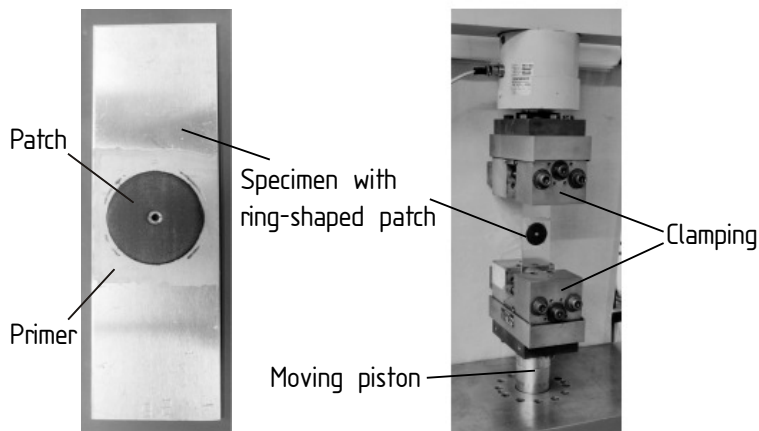 Patch
Specimen with
ring-shaped patch
Clamping
Primer
Moving piston